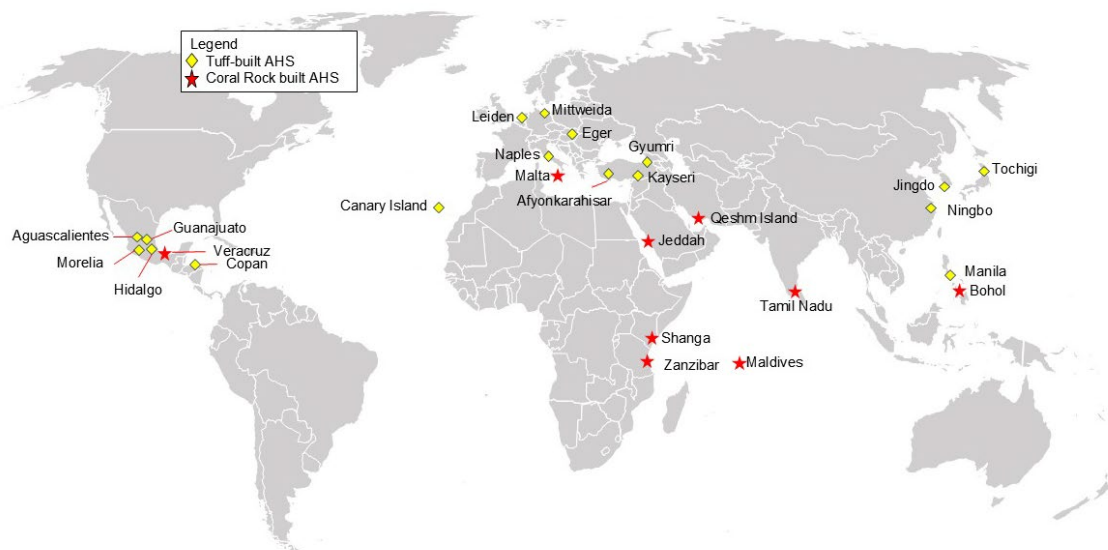 Legend
Tuff-built AHS
Coral Rock built AHS
Leiden
Mittweida
Eger
Naples
Gyumri
Malta
Kayseri
Afyonkarahisar
Tochigi
Jingdo
Ningbo
Canary Island
Qeshm Island
Jeddah
Aguascalientes
Guanajuato
Veracruz
Morelia
Copan
Hidalgo
Manila
Bohol
Tamil Nadu
Shanga
Zanzibar
Maldives